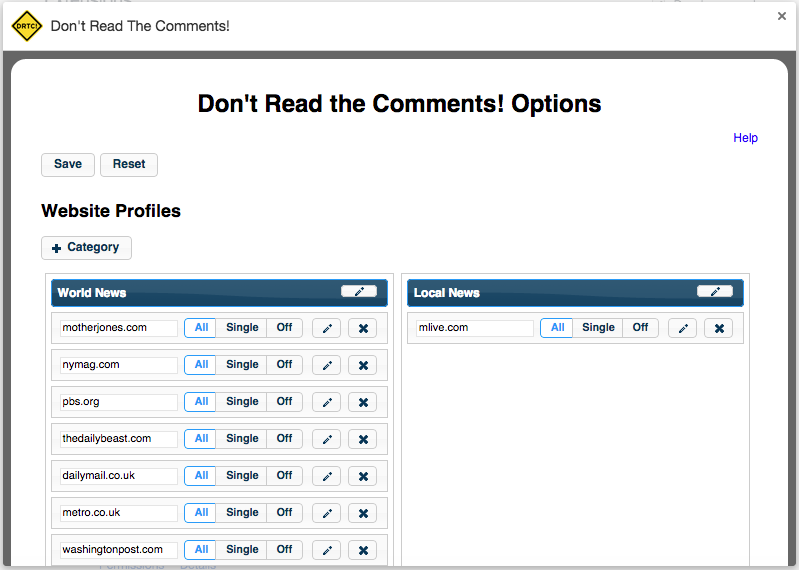 DRTC!
Don't Read The Comments!
Don't Read the Comments! Options
Help
Save Reset
Website Profiles
Category
World News
motherjones.com All Single Off
nymag.com All Single Off
pbs.org All Single Off
thedailybeast.com All Single Off
dailymail.co.uk All Single Off
metro.co.uk All Single Off
washingtonpost.com All Single Off
Local News
mlive.com All Single Off
Permissions Details